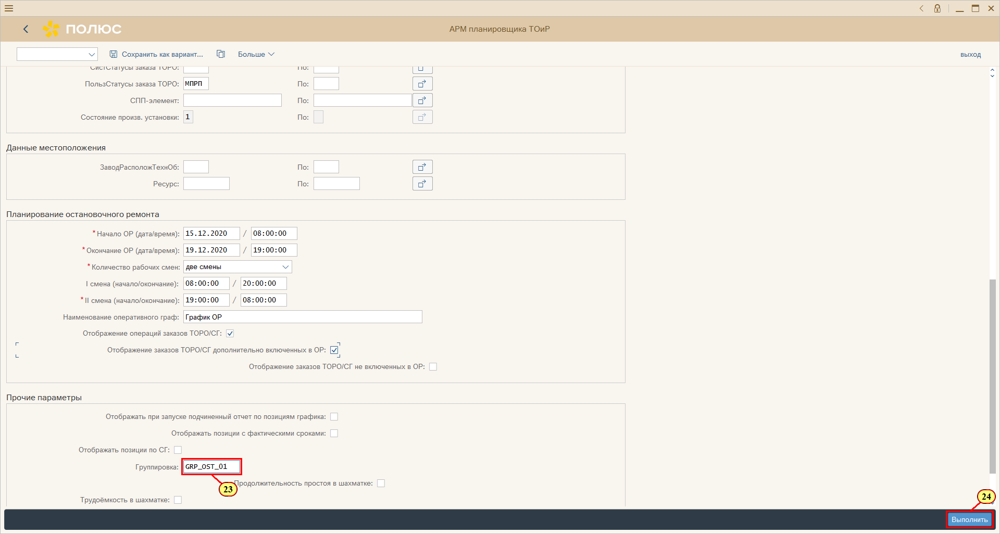 ПОЛЮС
АРМ планировщика ТОиР
Сохранить как вариант...
Больше
выход
СистСтатусы заказа ТОРО: По:
ПользСтатусы заказа ТОРО: МПРП По:
СПП-элемент: По:
Состояние произв. установки: 1 По:
Данные местоположения
ЗаводРасположТехнОб: По:
Ресурс: По:
Планирование остановочного ремонта
* Начало ОР (дата/время): 15.12.2020 / 08:00:00
* Окончание ОР (дата/время): 19.12.2020 / 19:00:00
* Количество рабочих смен: две смены
I смена (начало/окончание): 08:00:00 / 20:00:00
* II смена (начало/окончание): 19:00:00 / 08:00:00
Наименование оперативного граф: График ОР
Отображение операций заказов ТОРО/СГ:
Отображение заказов ТОРО/СГ дополнительно включенных в ОР:
Отображение заказов ТОРО/СГ не включенных в ОР:
Прочие параметры
Отображать при запуске подчиненный отчет по позициям графика:
Отображать позиции с фактическими сроками:
Отображать позиции по СГ:
Группировка: GRP_OST_01
Продолжительность простоя в шахматке:
23
Трудоёмкость в шахматке:
24
Выполнить